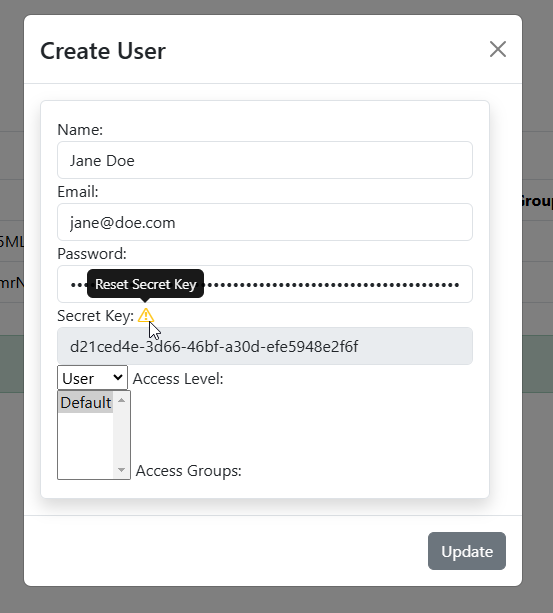 Create User
Group
Name:
Jane Doe
Email:
jane@doe.com
5ML
Password:
mrN
••••••••••••••••••••••••••••••••••••••••••••••••••••••••••••
Reset Secret Key
Secret Key:
d21ced4e-3d66-46bf-a30d-efe5948e2f6f
User Access Level:
Default
Access Groups:
Update